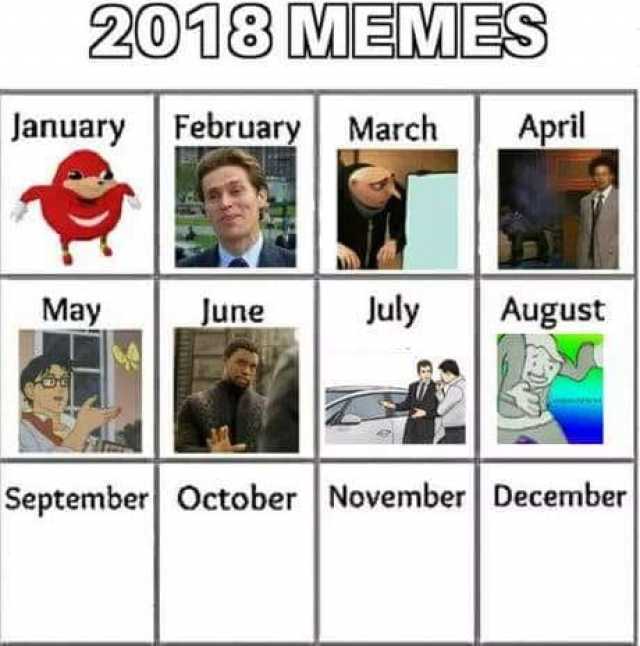 2018 MEMES
January February March April
May June July August
September October November December